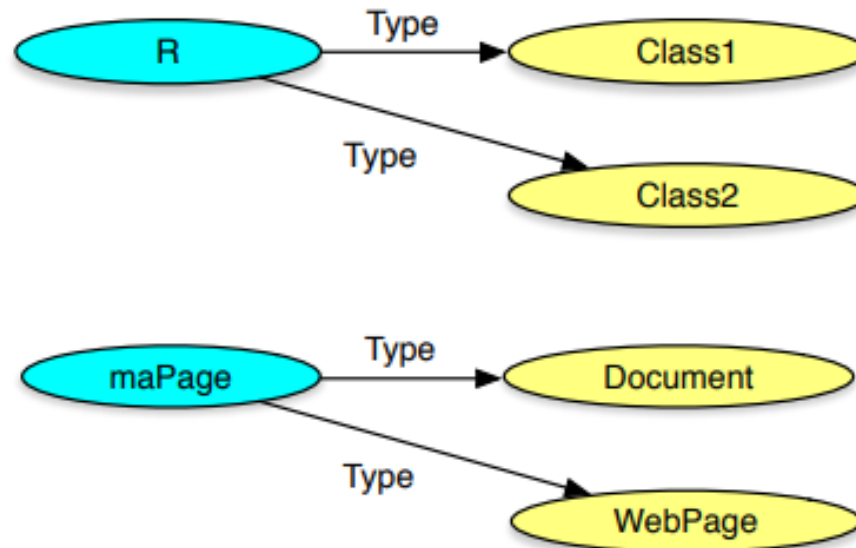 Type
R
Class1
Type
Class2
Type
maPage
Document
Type
WebPage